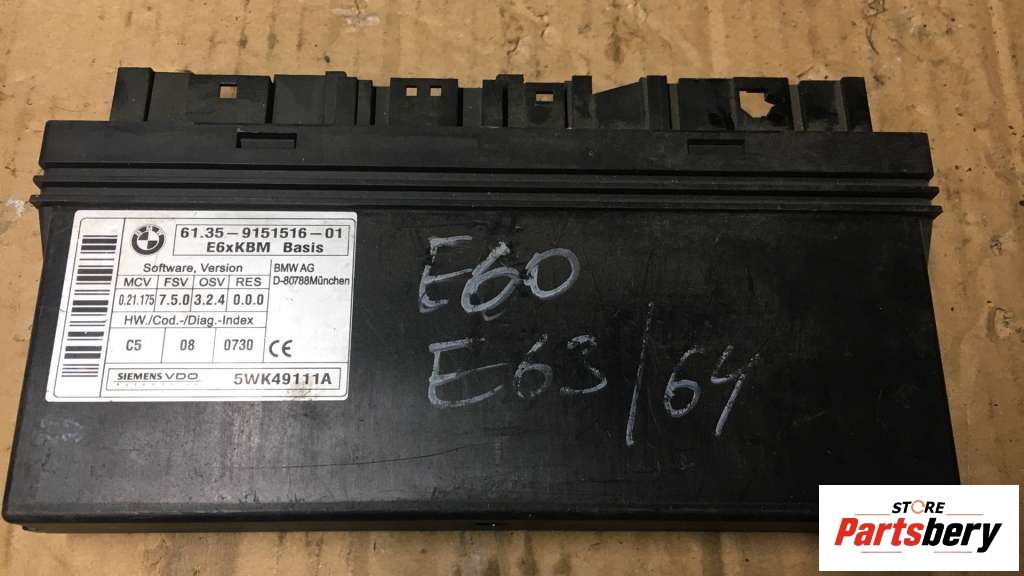 61.35-9151516-01
E6xKBM Basis
Software, Version
MCV FSV OSV RES
0.21.175 7.5.0 3.2.4 0.0.0
HW./Cod.-/Diag.-Index
C5 08 0730
BMW AG
D-80788München
CE
SIEMENS VDO
5WK49111A
E60
E63/64
STORE
Partsbery